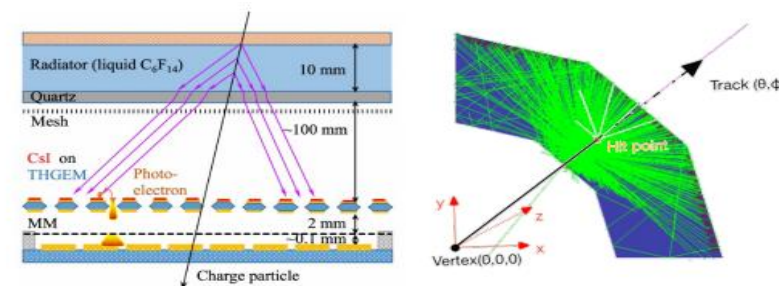 Radiator (liquid C₆F₁₄)
10 mm
Quartz
Mesh
~100 mm
CsI on
THGEM
Photo-
electron
MM
2 mm
~0.1 mm
Charge particle
Track (θ,ϕ
Hit point
y
z
x
Vertex(0,0,0)